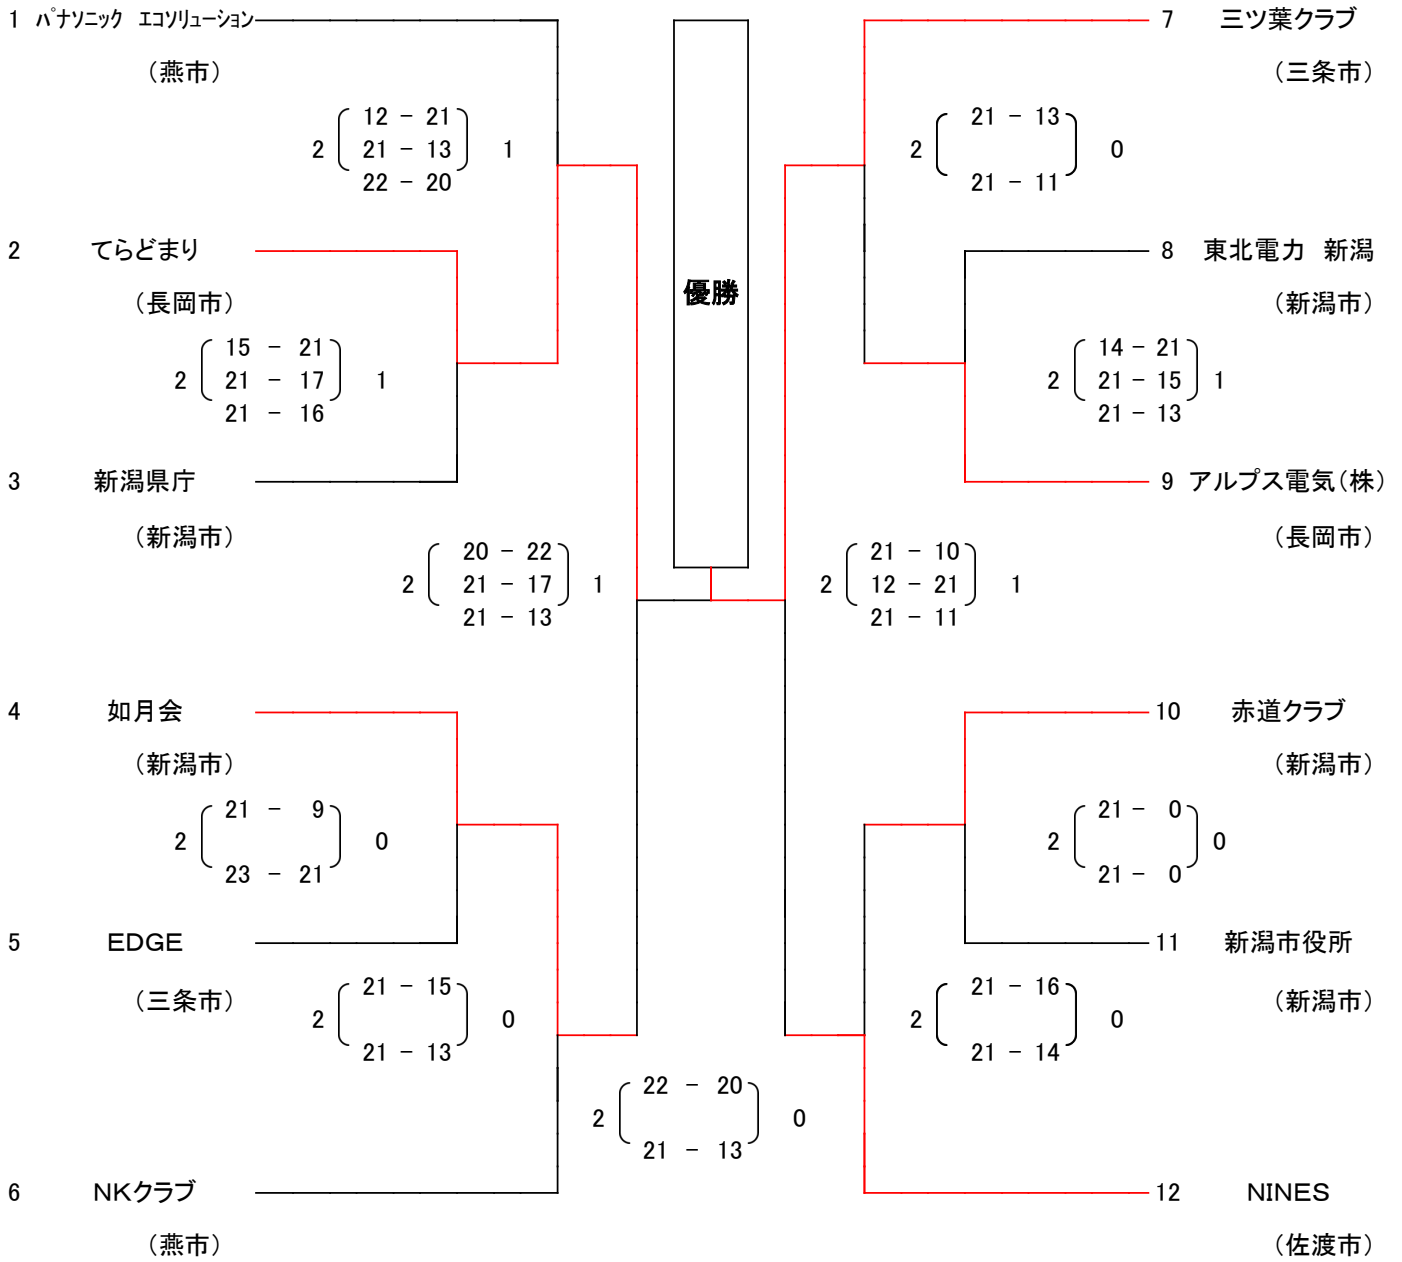 1 ﾊﾟﾅｿﾆｯｸ ｴｺｿﾘｭｰｼｮﾝ
（燕市）
2 てらどまり
（長岡市）
3 新潟県庁
（新潟市）
4 如月会
（新潟市）
5 ＥＤＧＥ
（三条市）
6 ＮＫクラブ
（燕市）
12 － 21
2 21 － 13 1
22 － 20
15 － 21
2 21 － 17 1
21 － 16
20 － 22
2 21 － 17 1
21 － 13
21 － 9
2 0
23 － 21
21 － 15
2 0
21 － 13
優勝
22 － 20
2 0
21 － 13
7 三ツ葉クラブ
（三条市）
8 東北電力 新潟
（新潟市）
9 アルプス電気（株）
（長岡市）
10 赤道クラブ
（新潟市）
11 新潟市役所
（新潟市）
12 ＮＩＮＥＳ
（佐渡市）
21 － 13
2 0
21 － 11
14 － 21
2 21 － 15 1
21 － 13
21 － 10
2 12 － 21 1
21 － 11
21 － 0
2 0
21 － 0
21 － 16
2 0
21 － 14